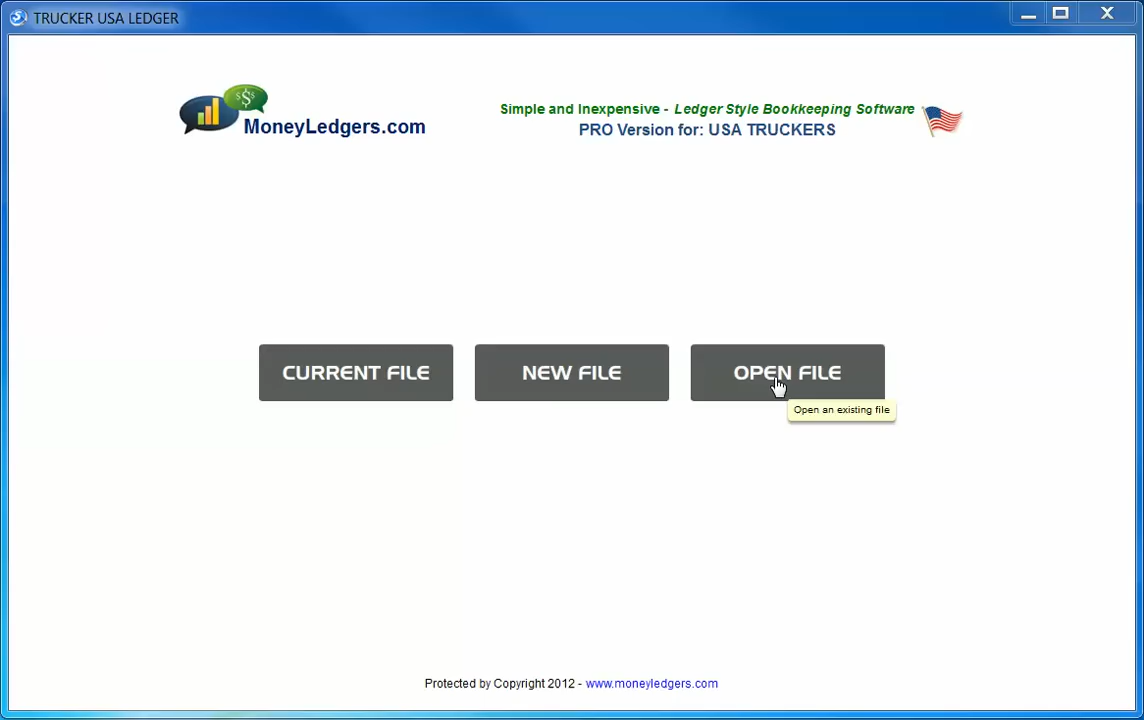 TRUCKER USA LEDGER
$
MoneyLedgers.com
Simple and Inexpensive - Ledger Style Bookkeeping Software
PRO Version for: USA TRUCKERS
CURRENT FILE
NEW FILE
OPEN FILE
Open an existing file
Protected by Copyright 2012 - www.moneyledgers.com